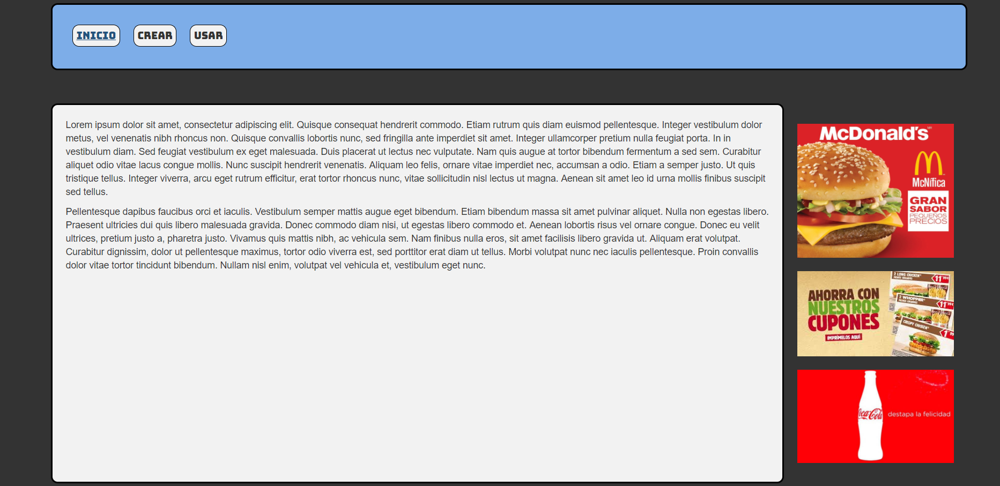 INICIO
CREAR
USAR
Lorem ipsum dolor sit amet, consectetur adipiscing elit. Quisque consequat hendrerit commodo. Etiam rutrum quis diam euismod pellentesque. Integer vestibulum dolor
metus, vel venenatis nibh rhoncus non. Quisque convallis lobortis nunc, sed fringilla ante imperdiet sit amet. Integer ullamcorper pretium nulla feugiat porta. In in
vestibulum diam. Sed feugiat vestibulum ex eget malesuada. Duis placerat ut lectus nec vulputate. Nam quis augue at tortor bibendum fermentum a sed sem. Curabitur
aliquet odio vitae lacus congue mollis. Nunc suscipit hendrerit venenatis. Aliquam leo felis, ornare vitae imperdiet nec, accumsan a odio. Etiam a semper justo. Ut quis
tristique tellus. Integer viverra, arcu eget rutrum efficitur, erat tortor rhoncus nunc, vitae sollicitudin nisl lectus ut magna. Aenean sit amet leo id urna mollis finibus suscipit
sed tellus.
Pellentesque dapibus faucibus orci et iaculis. Vestibulum semper mattis augue eget bibendum. Etiam bibendum massa sit amet pulvinar aliquet. Nulla non egestas libero.
Praesent ultricies dui quis libero malesuada gravida. Donec commodo diam nisi, ut egestas libero commodo et. Aenean lobortis risus vel ornare congue. Donec eu velit
ultrices, pretium justo a, pharetra justo. Vivamus quis mattis nibh, ac vehicula sem. Nam finibus nulla eros, sit amet facilisis libero gravida ut. Aliquam erat volutpat.
Curabitur dignissim, dolor ut pellentesque maximus, tortor odio viverra est, sed porttitor erat diam ut tellus. Morbi volutpat nunc nec iaculis pellentesque. Proin convallis
dolor vitae tortor tincidunt bibendum. Nullam nisl enim, volutpat vel vehicula et, vestibulum eget nunc.
McDonald's
McNífica
GRAN
SABOR
PEQUEÑOS
PRECIOS
AHORRA CON
NUESTROS
CUPONES
IMPRÍMELOS AQUÍ
2 LONG CHICKEN®
MENÚS GRANDES
11'99€
2 WHOPPER®
MENÚS GRANDES
11'99€
CRISPY CHICKEN®
1'99
Coca-Cola
destapa la felicidad